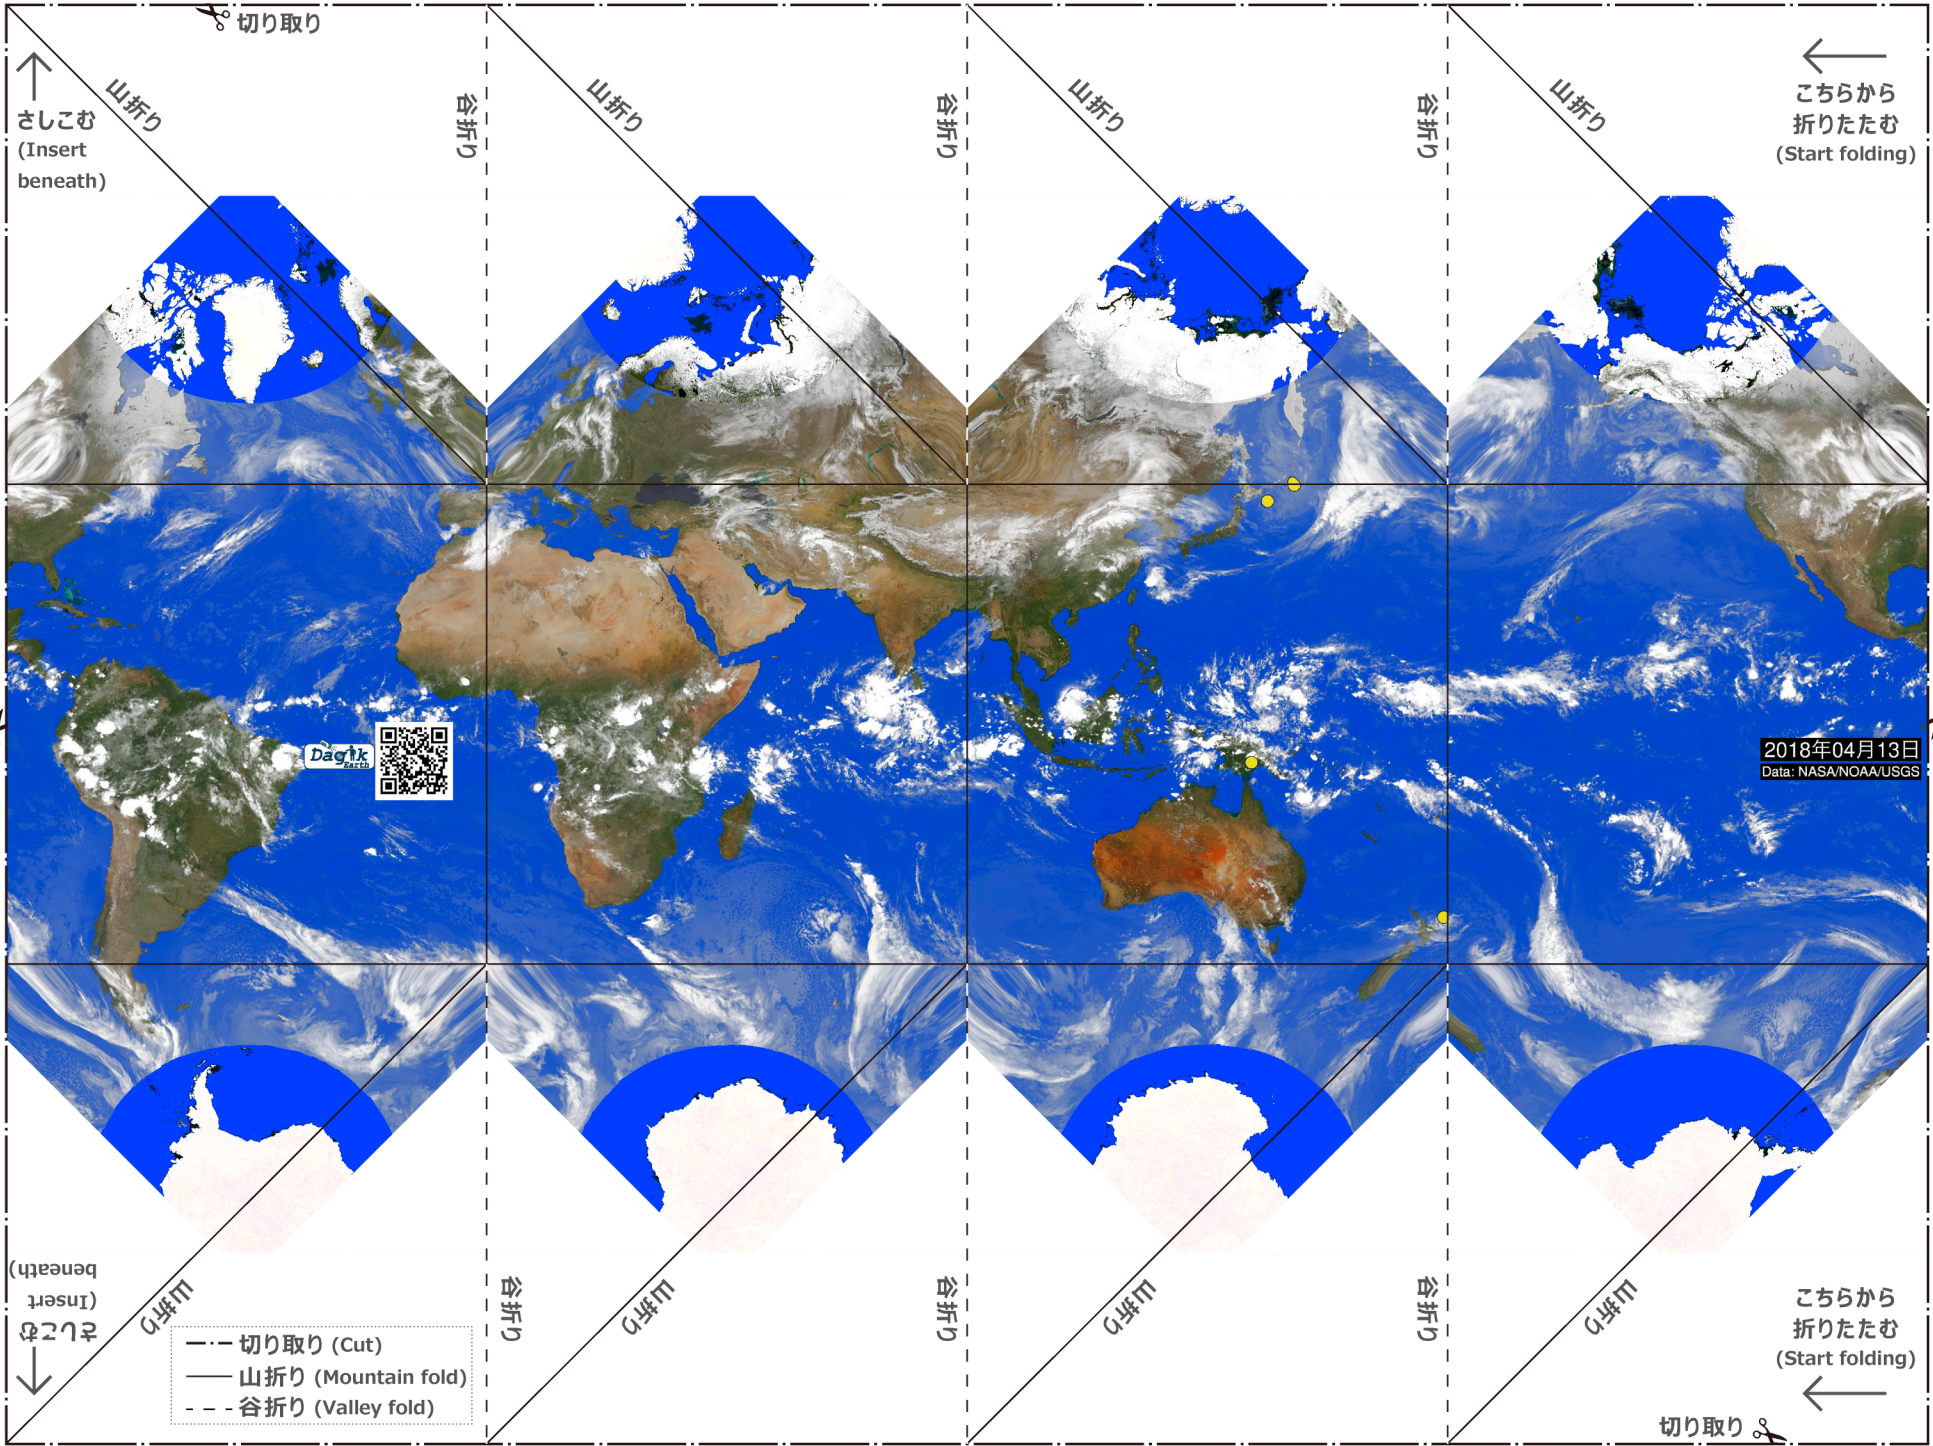 切り取り
山折り
谷折り
山折り
谷折り
山折り
谷折り
山折り
さしこむ
(Insert
beneath)
こちらから
折りたたむ
(Start folding)
Dagik
Earth
2018年04月13日
Data: NASA/NOAA/USGS
さしこむ
(Insert
beneath)
山折り
谷折り
山折り
谷折り
山折り
谷折り
山折り
切り取り (Cut)
山折り (Mountain fold)
谷折り (Valley fold)
こちらから
折りたたむ
(Start folding)
切り取り